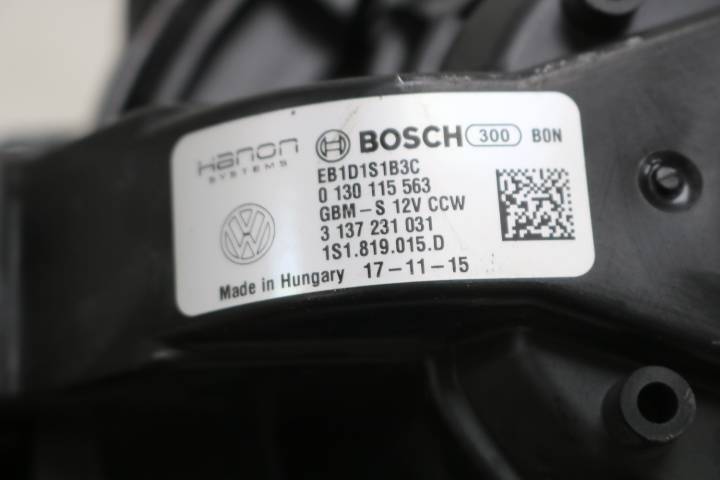 Hanon SYSTEMS
BOSCH 300 BON
EB1D1S1B3C
0 130 115 563
GBM–S 12V CCW
3 137 231 031
1S1.819.015.D
Made in Hungary 17–11–15